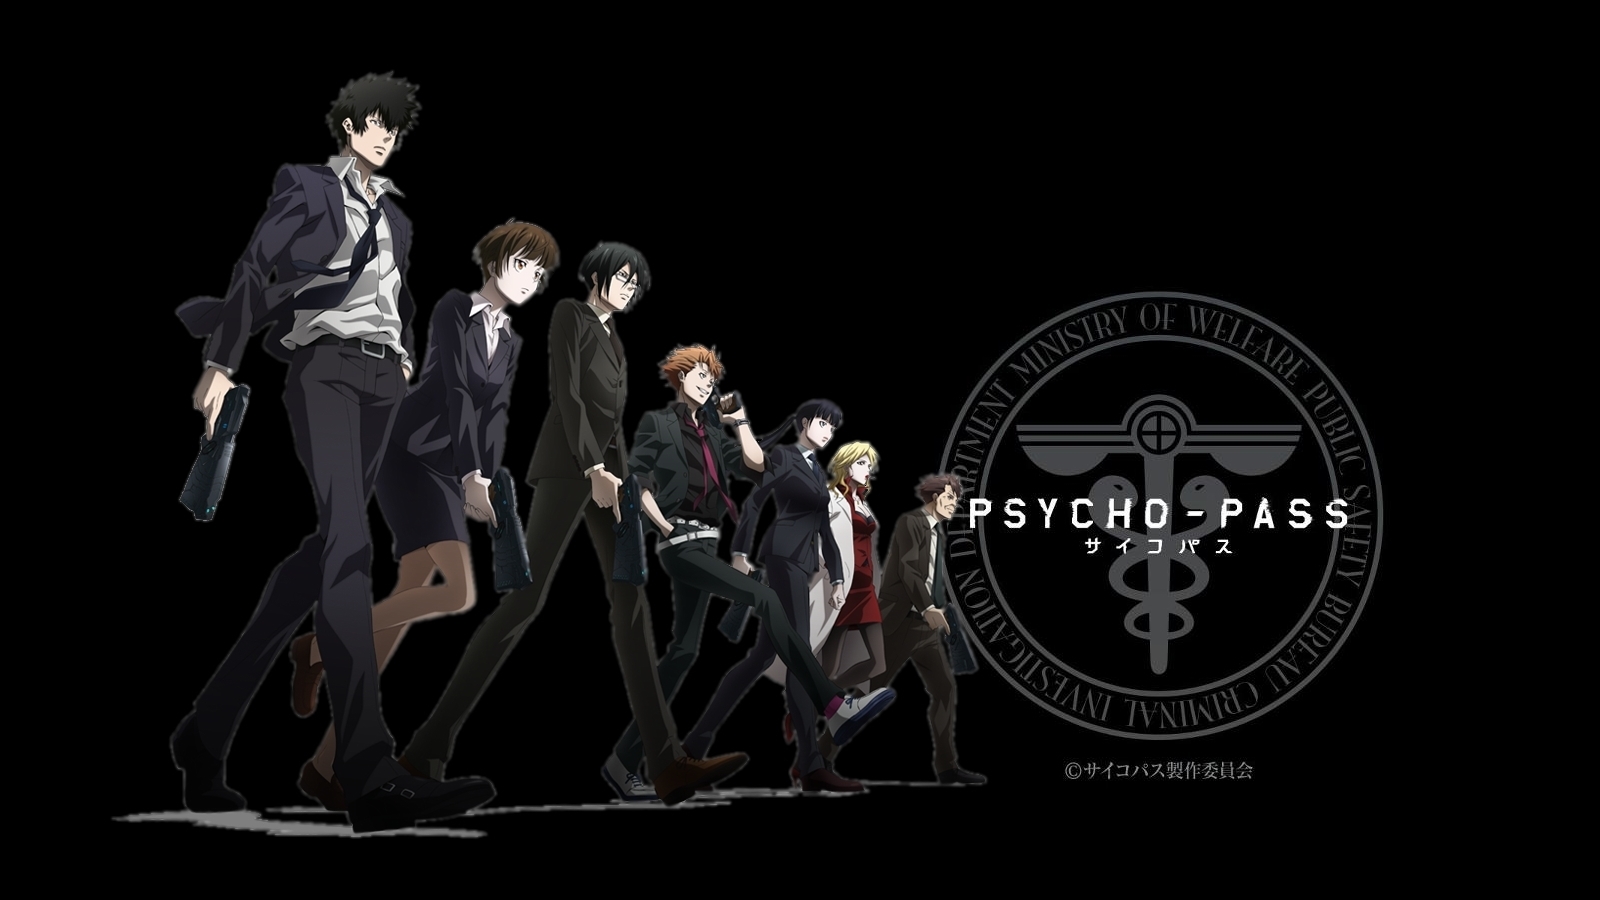 MINISTRY OF WELFARE PUBLIC SAFETY BUREAU CRIMINAL INVESTIGATION DEPARTMENT
PSYCHO-PASS
サイコパス
©サイコパス製作委員会